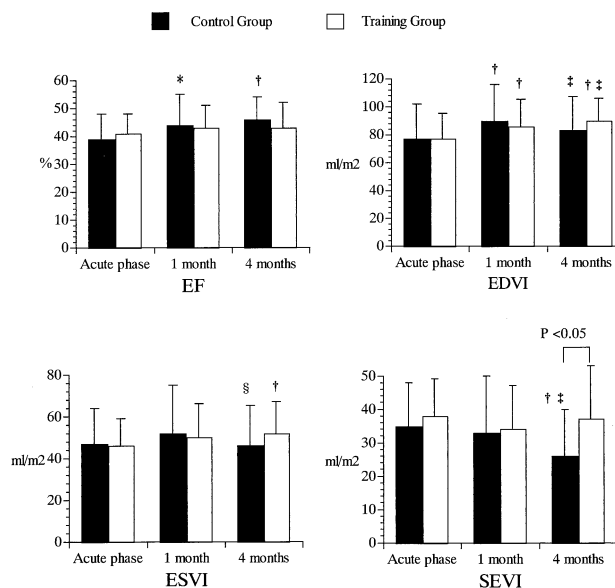 Control Group Training Group
60
50
40
%30
20
10
0
*
†
Acute phase 1 month 4 months
EF
120
100
80
ml/m2
60
40
20
0
† †
‡ †‡
Acute phase 1 month 4 months
EDVI
80
60
40
ml/m2
20
0
§ †
Acute phase 1 month 4 months
ESVI
P <0.05
50
40
30
ml/m2
20
10
0
† ‡
Acute phase 1 month 4 months
SEVI